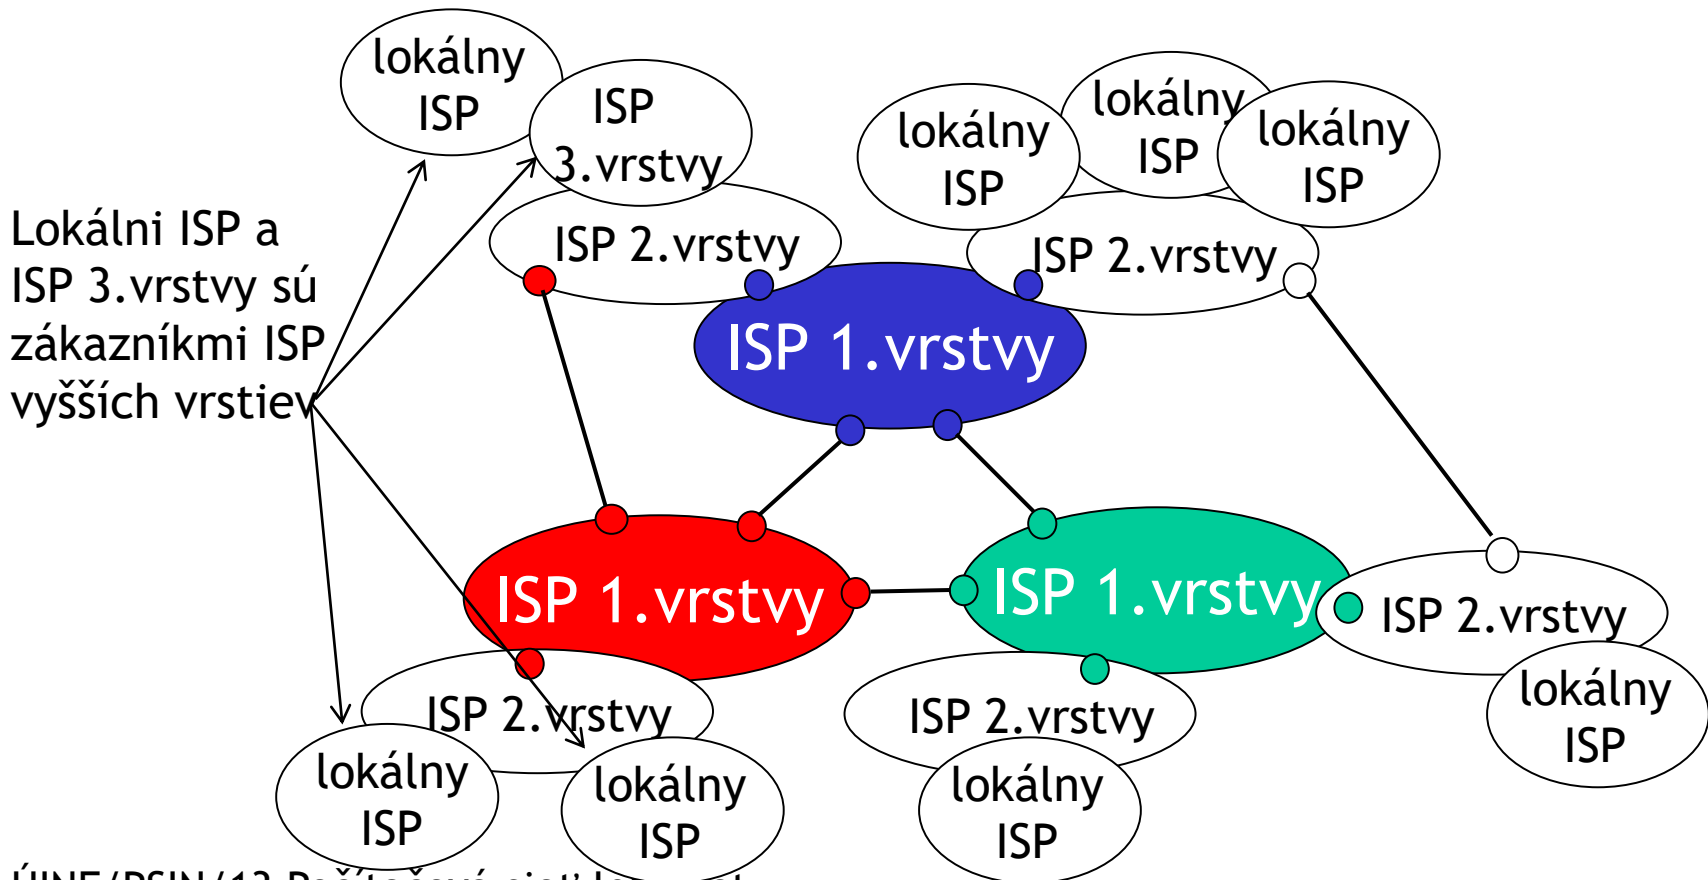 lokálny
ISP
ISP
3.vrstvy
lokálny
ISP
lokálny
ISP
lokálny
ISP
Lokálni ISP a
ISP 3.vrstvy sú
zákazníkmi ISP
vyšších vrstiev
ISP 2.vrstvy
ISP 2.vrstvy
ISP 1.vrstvy
ISP 1.vrstvy
ISP 1.vrstvy
ISP 2.vrstvy
lokálny
ISP
ISP 2.vrstvy
ISP 2.vrstvy
lokálny
ISP
lokálny
ISP
lokálny
ISP